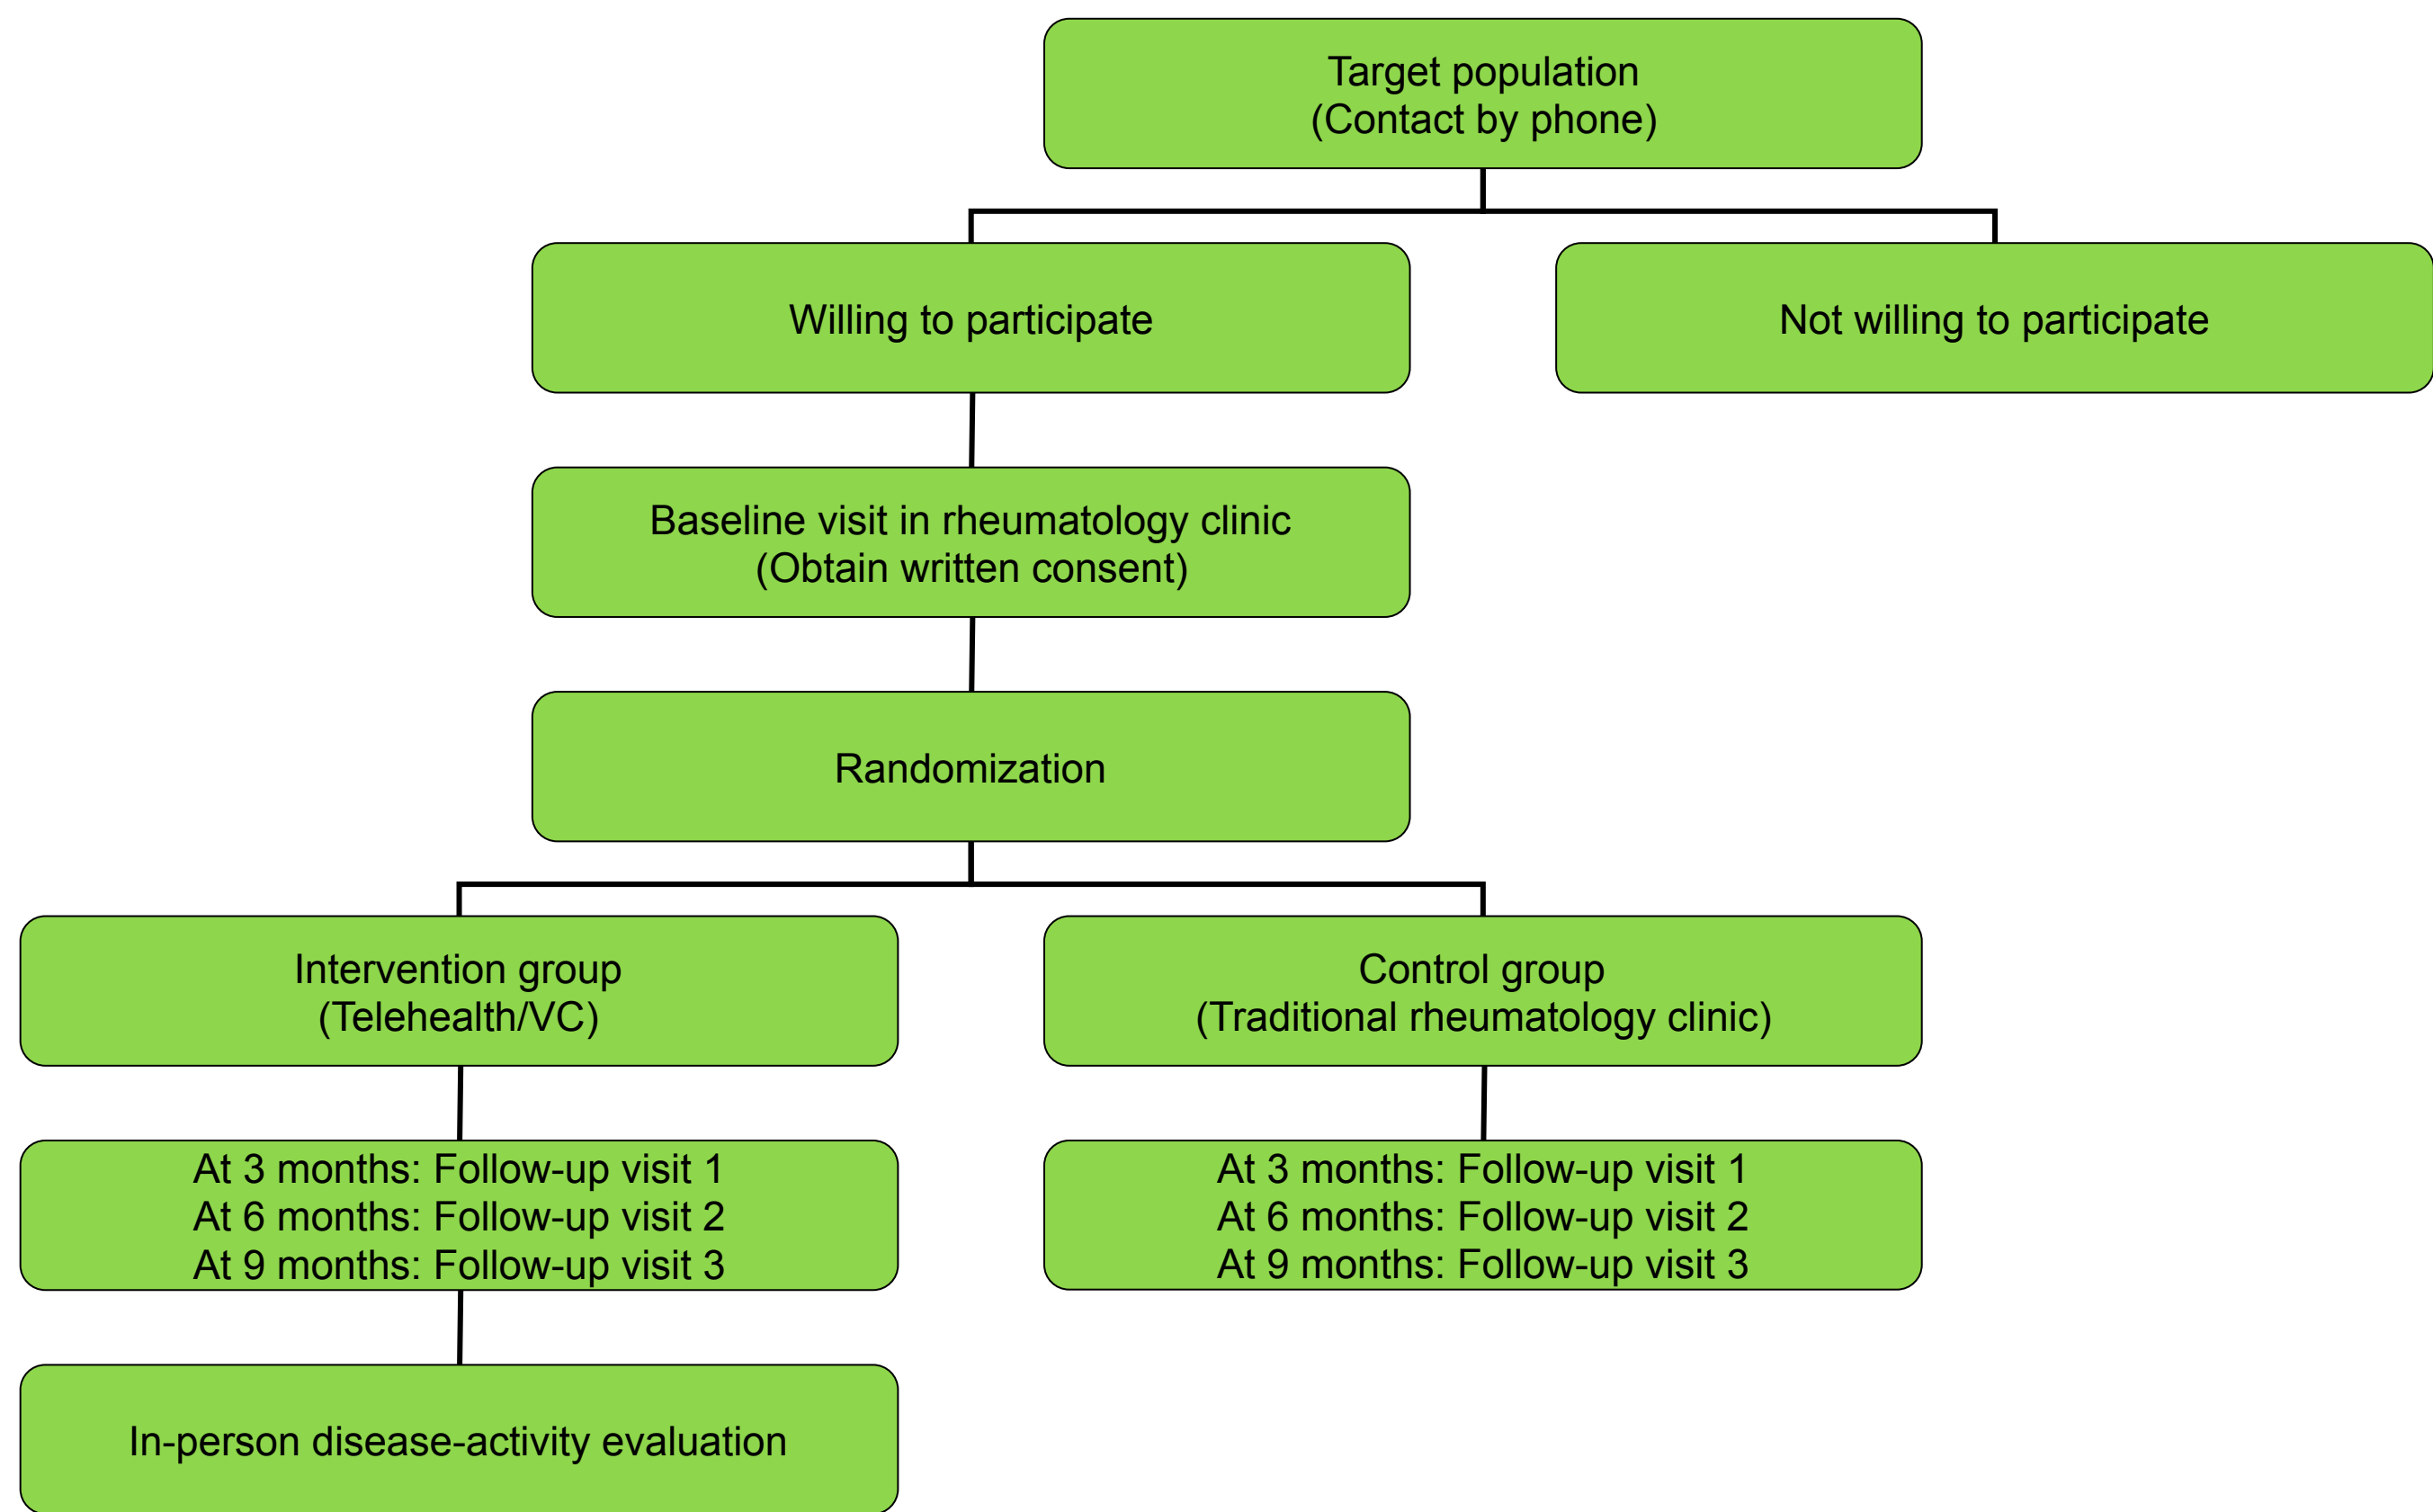 Target population
(Contact by phone)
Willing to participate
Not willing to participate
Baseline visit in rheumatology clinic
(Obtain written consent)
Randomization
Intervention group
(Telehealth/VC)
Control group
(Traditional rheumatology clinic)
At 3 months: Follow-up visit 1
At 6 months: Follow-up visit 2
At 9 months: Follow-up visit 3
At 3 months: Follow-up visit 1
At 6 months: Follow-up visit 2
At 9 months: Follow-up visit 3
In-person disease-activity evaluation